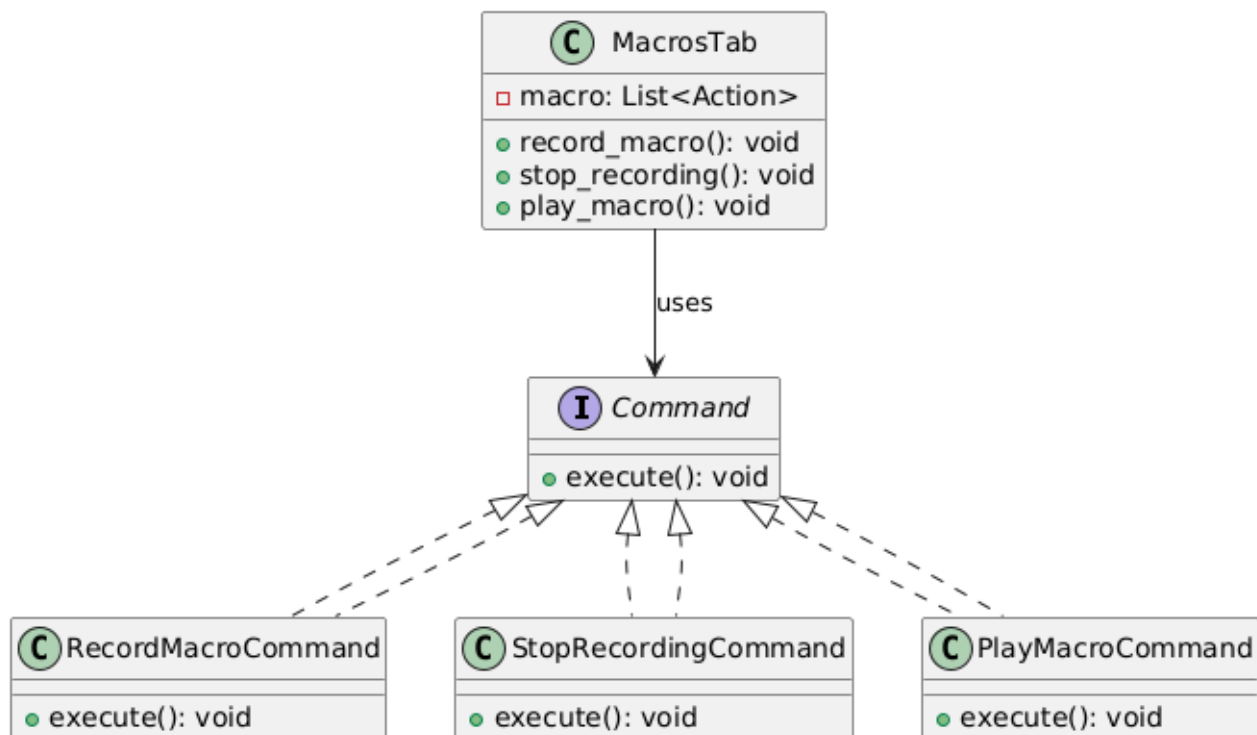 C MacrosTab
macro: List<Action>
record_macro(): void
stop_recording(): void
play_macro(): void
uses
I Command
execute(): void
C RecordMacroCommand
execute(): void
C StopRecordingCommand
execute(): void
C PlayMacroCommand
execute(): void